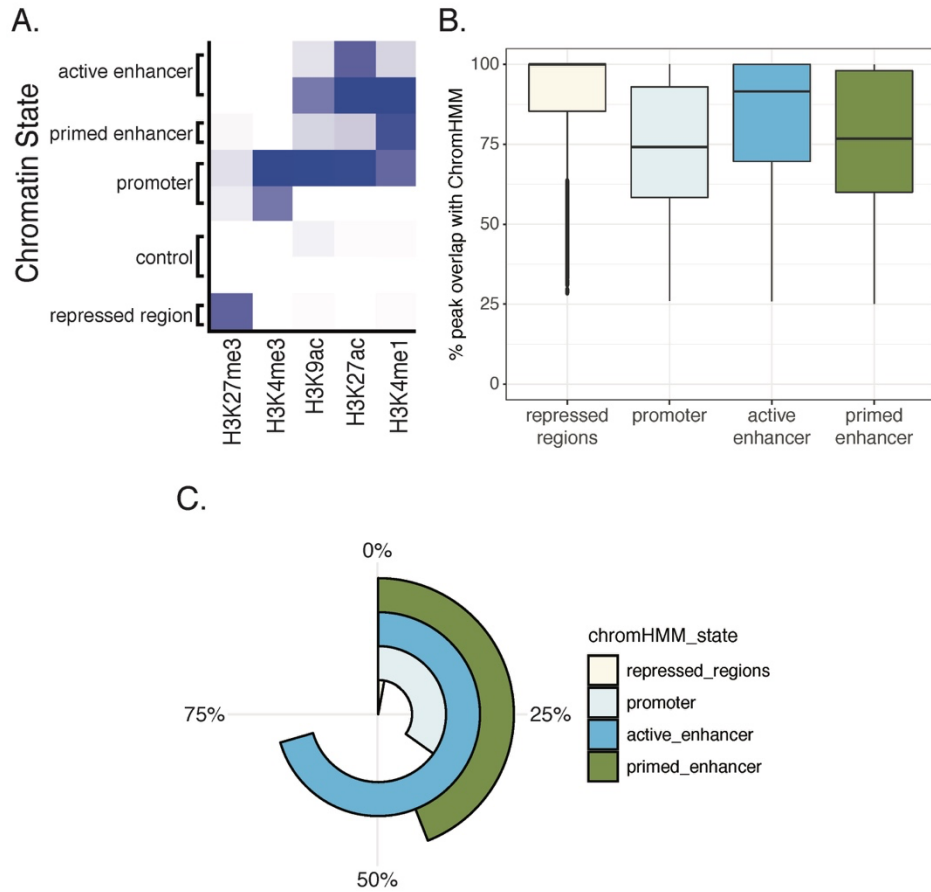 A.
Chromatin State
active enhancer
primed enhancer
promoter
control
repressed region
H3K27me3
H3K4me3
H3K9ac
H3K27ac
H3K4me1
B.
% peak overlap with ChromHMM
100
75
50
25
0
repressed
regions
promoter
active
enhancer
primed
enhancer
C.
0%
25%
50%
75%
chromHMM_state
repressed_regions
promoter
active_enhancer
primed_enhancer